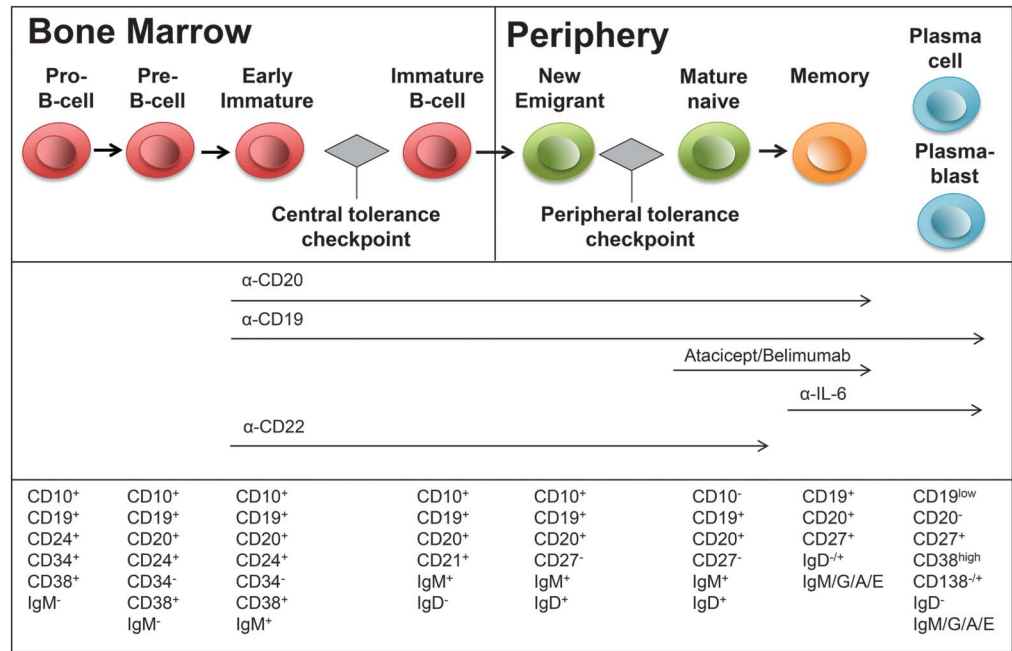 Bone Marrow
Pro-
B-cell
Pre-
B-cell
Early
Immature
Immature
B-cell
Central tolerance
checkpoint
Periphery
New
Emigrant
Mature
naive
Memory
Plasma
cell
Plasma-
blast
Peripheral tolerance
checkpoint
α-CD20
α-CD19
Atacicept/Belimumab
α-IL-6
α-CD22
CD10⁺
CD19⁺
CD24⁺
CD34⁺
CD38⁺
IgM⁻
CD10⁺
CD19⁺
CD20⁺
CD24⁺
CD34⁻
CD38⁺
IgM⁻
CD10⁺
CD19⁺
CD20⁺
CD24⁺
CD34⁻
CD38⁺
IgM⁺
CD10⁺
CD19⁺
CD20⁺
CD21⁺
IgM⁺
IgD⁻
CD10⁺
CD19⁺
CD20⁺
CD27⁻
IgM⁺
IgD⁺
CD10⁻
CD19⁺
CD20⁺
CD27⁻
IgM⁺
IgD⁺
CD19⁺
CD20⁺
CD27⁺
IgD⁻/⁺
IgM/G/A/E
CD19ˡᵒʷ
CD20⁻
CD27⁺
CD38ʰⁱᵍʰ
CD138⁻/⁺
IgD⁻
IgM/G/A/E